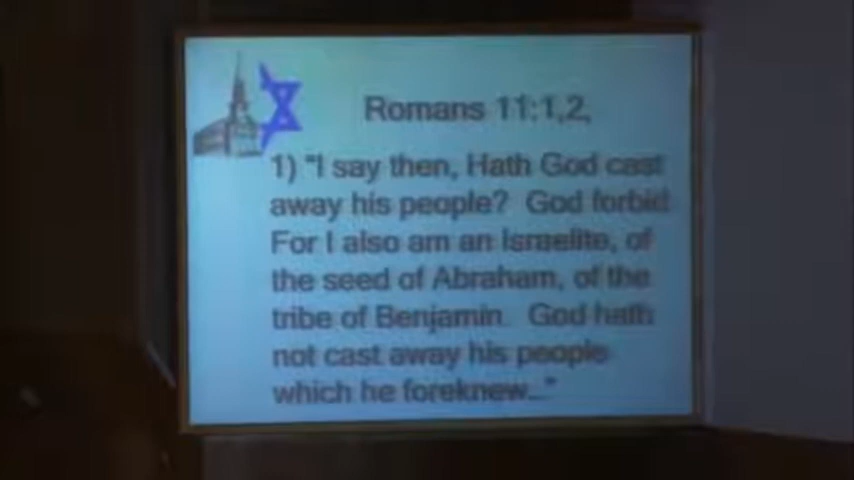 Romans 11:1,2,
1) "I say then, Hath God cast
away his people? God forbid
For I also am an Israelite, of
the seed of Abraham, of the
tribe of Benjamin. God hath
not cast away his people
which he foreknew..."